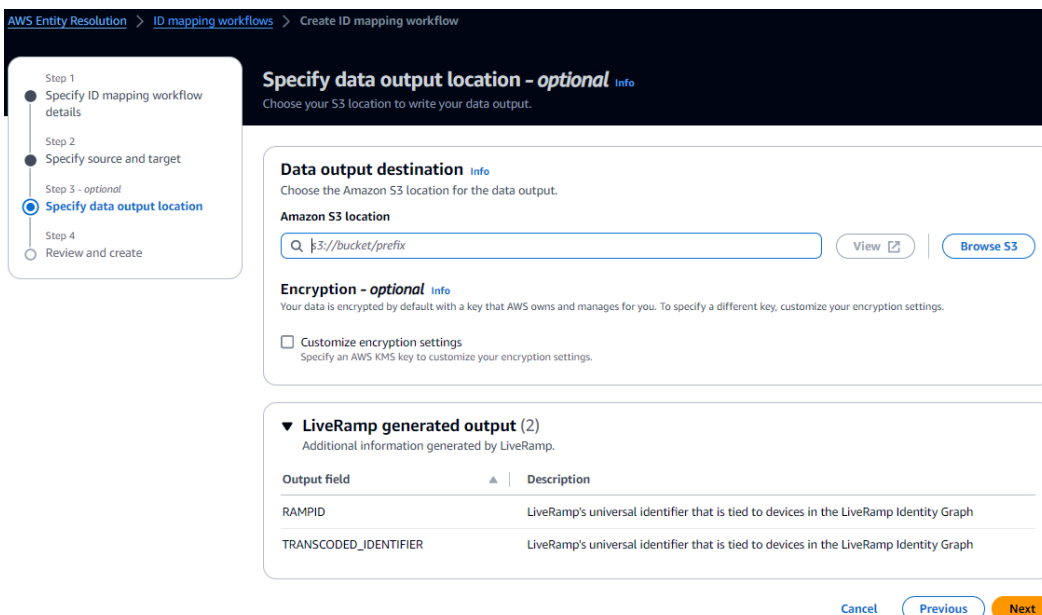 AWS Entity Resolution > ID mapping workflows > Create ID mapping workflow
Step 1
Specify ID mapping workflow
details
Step 2
Specify source and target
Step 3 - optional
Specify data output location
Step 4
Review and create
Specify data output location - optional Info
Choose your S3 location to write your data output.
Data output destination Info
Choose the Amazon S3 location for the data output.
Amazon S3 location
s3://bucket/prefix
View
Browse S3
Encryption - optional Info
Your data is encrypted by default with a key that AWS owns and manages for you. To specify a different key, customize your encryption settings.
Customize encryption settings
Specify an AWS KMS key to customize your encryption settings.
LiveRamp generated output (2)
Additional information generated by LiveRamp.
Output field Description
RAMPID LiveRamp's universal identifier that is tied to devices in the LiveRamp Identity Graph
TRANSCODED_IDENTIFIER LiveRamp's universal identifier that is tied to devices in the LiveRamp Identity Graph
Cancel Previous Next